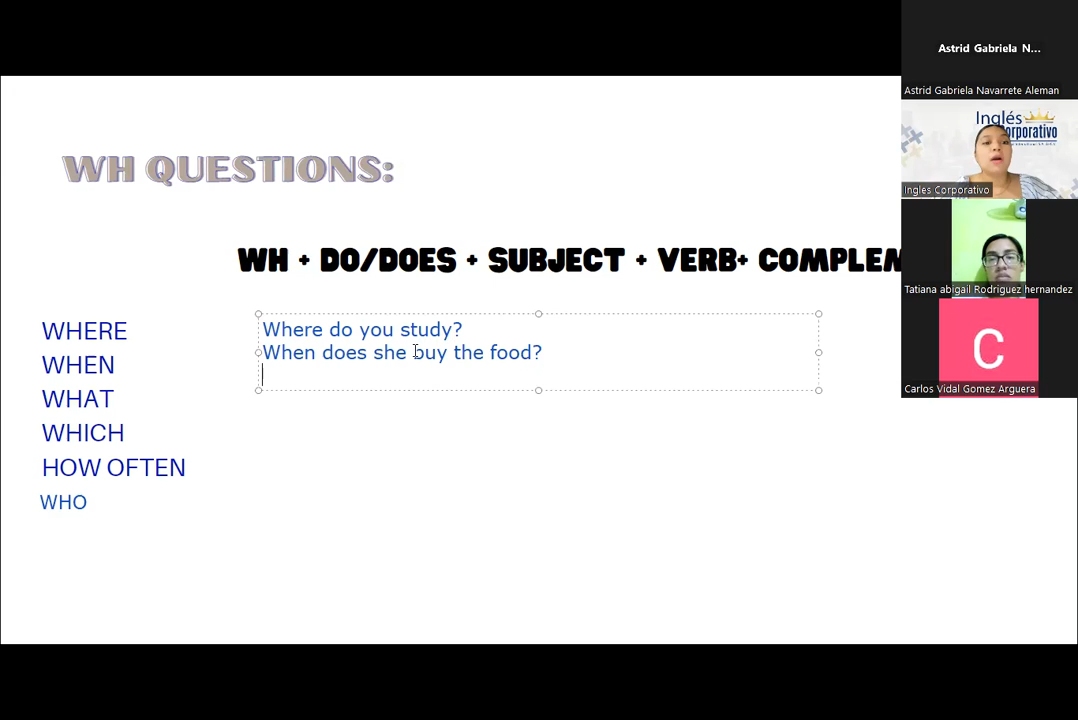 WH QUESTIONS:
WH + DO/DOES + SUBJECT + VERB+ COMPLEM
WHERE
WHEN
WHAT
WHICH
HOW OFTEN
WHO
Where do you study?
When does she buy the food?
Astrid Gabriela N...
Astrid Gabriela Navarrete Aleman
Inglés
Corporativo
Ingles Corporativo
Tatiana abigail Rodriguez hernandez
C
Carlos Vidal Gomez Arguera